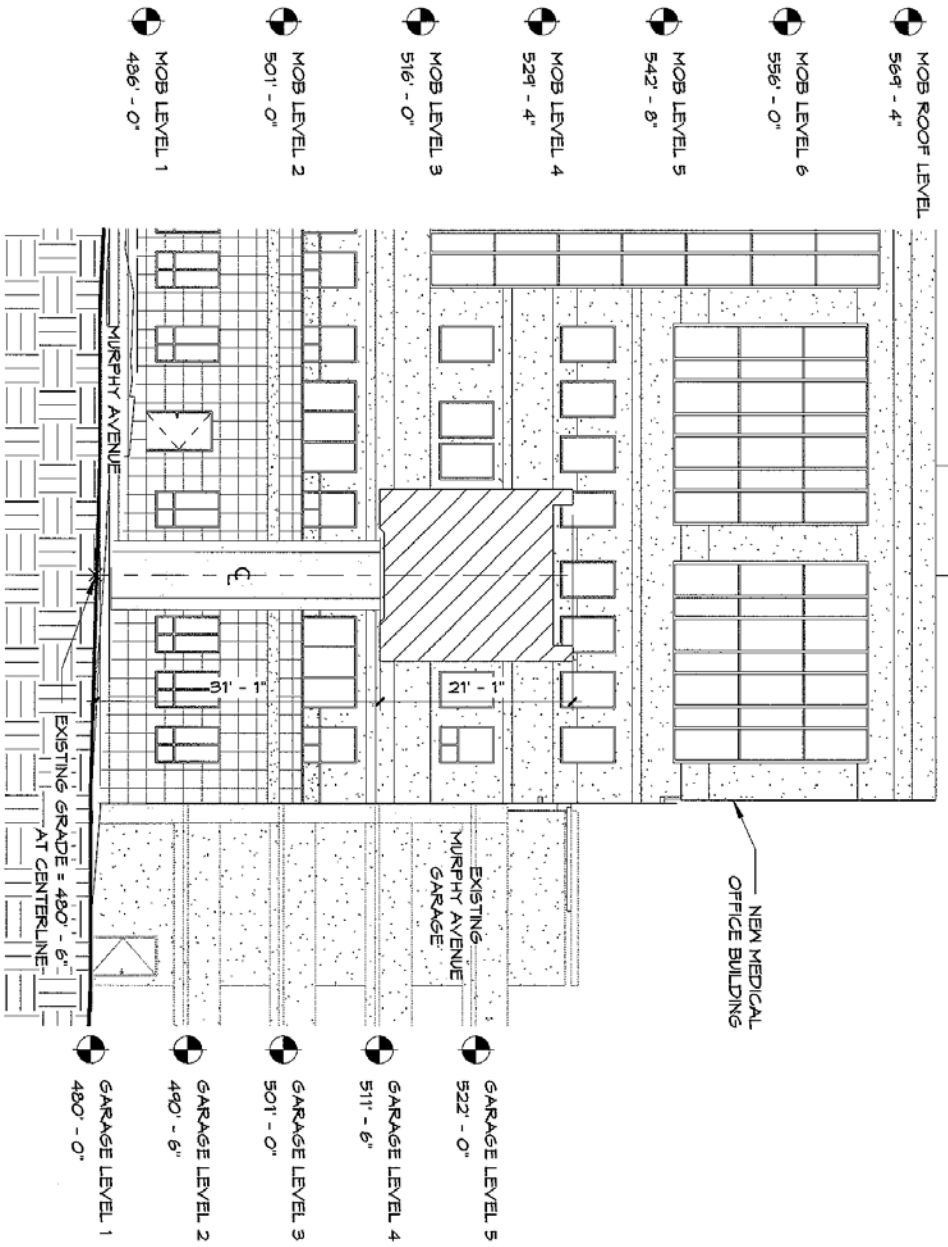 MOB ROOF LEVEL
569' - 4"
MOB LEVEL 6
556' - 0"
MOB LEVEL 5
542' - 8"
MOB LEVEL 4
529' - 4"
MOB LEVEL 3
516' - 0"
MOB LEVEL 2
501' - 0"
MOB LEVEL 1
486' - 0"
NEW MEDICAL
OFFICE BUILDING
EXISTING
MURPHY AVENUE
GARAGE
21' - 1"
31' - 1"
CL
MURPHY AVENUE
EXISTING GRADE = 480' - 6"
AT CENTERLINE
GARAGE LEVEL 5
522' - 0"
GARAGE LEVEL 4
511' - 6"
GARAGE LEVEL 3
501' - 0"
GARAGE LEVEL 2
490' - 6"
GARAGE LEVEL 1
480' - 0"